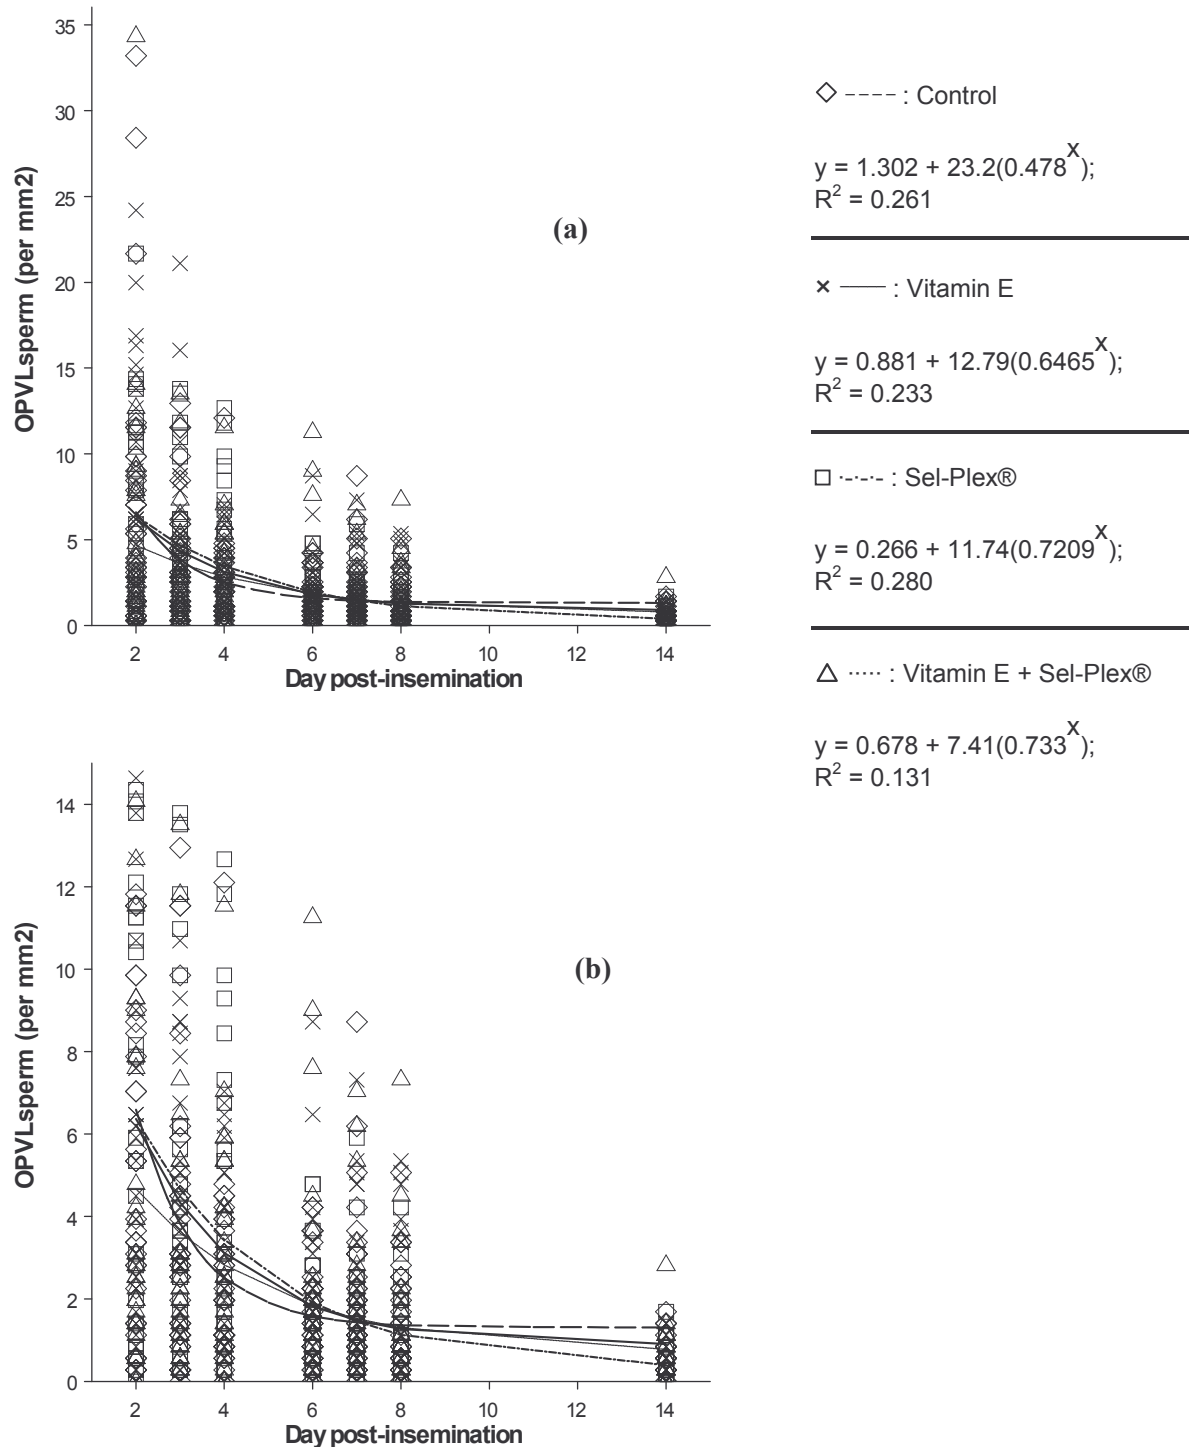 35
30
25
20
15
10
5
0
OPVLsperm (per mm2)
(a)
2 4 6 8 10 12 14
Day post-insemination
---- : Control
y = 1.302 + 23.2(0.478^x);
R² = 0.261
: Vitamin E
y = 0.881 + 12.79(0.6465^x);
R² = 0.233
: Sel-Plex®
y = 0.266 + 11.74(0.7209^x);
R² = 0.280
: Vitamin E + Sel-Plex®
y = 0.678 + 7.41(0.733^x);
R² = 0.131
14
12
10
8
6
4
2
0
OPVLsperm (per mm2)
(b)
2 4 6 8 10 12 14
Day post-insemination